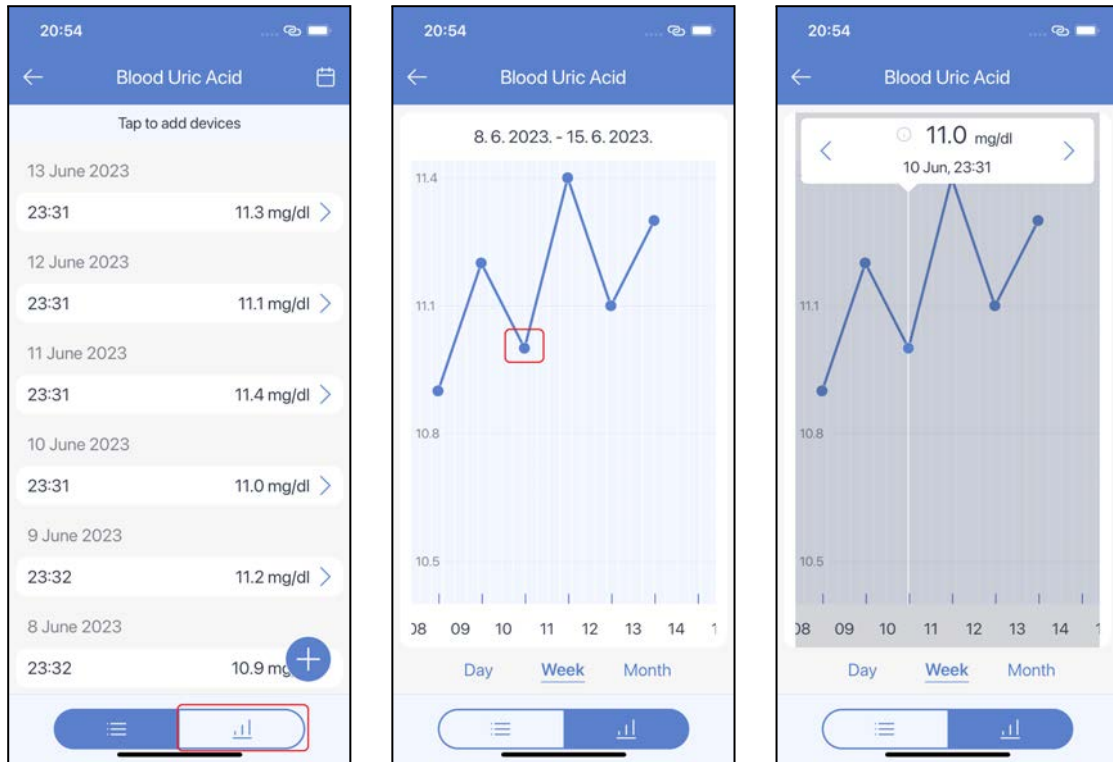 20:54
Blood Uric Acid
Tap to add devices
13 June 2023
23:31 11.3 mg/dl
12 June 2023
23:31 11.1 mg/dl
11 June 2023
23:31 11.4 mg/dl
10 June 2023
23:31 11.0 mg/dl
9 June 2023
23:32 11.2 mg/dl
8 June 2023
23:32 10.9 mg
20:54
Blood Uric Acid
8. 6. 2023. - 15. 6. 2023.
11.4
11.1
10.8
10.5
08 09 10 11 12 13 14 1
Day Week Month
20:54
Blood Uric Acid
11.0 mg/dl
10 Jun, 23:31
11.1
10.8
10.5
08 09 10 11 12 13 14 1
Day Week Month